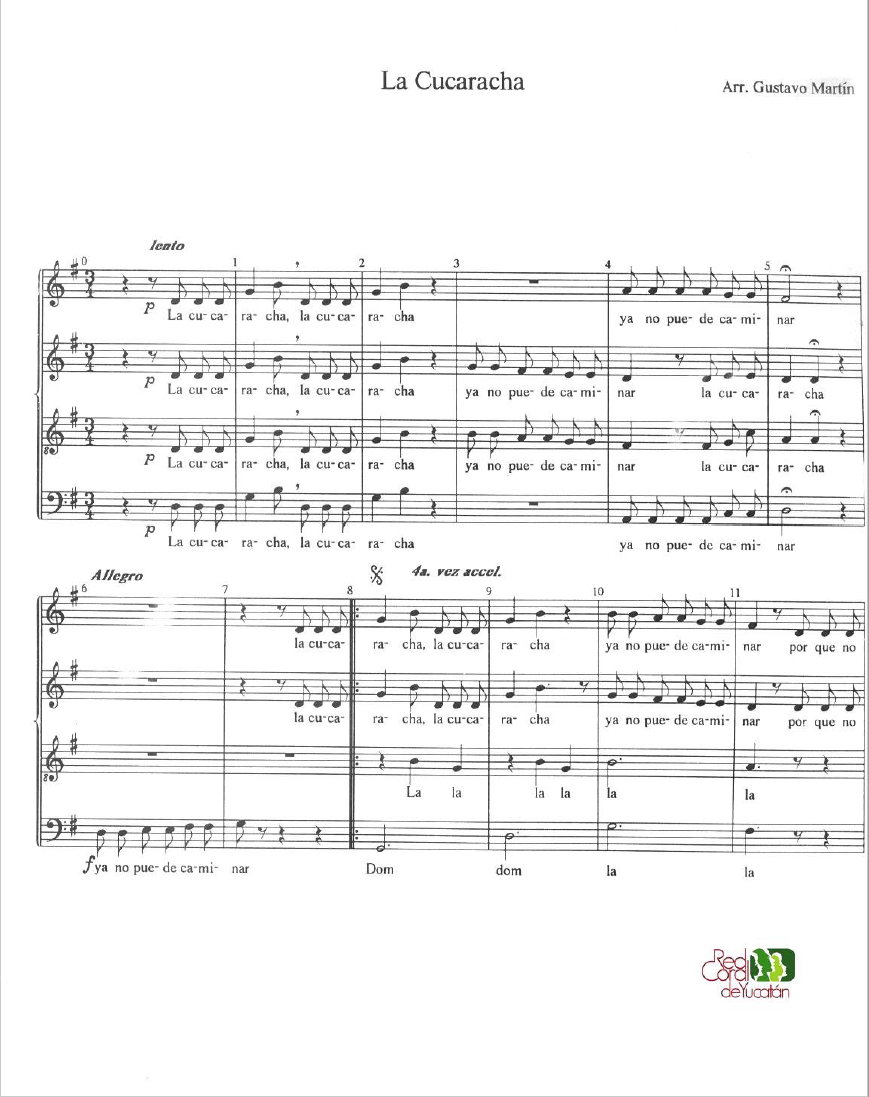 La Cucaracha
Arr. Gustavo Martín
lento
0 1 2 3 4 5
p La cu-ca- ra- cha, la cu-ca- ra- cha ya no pue- de ca-mi- nar
p La cu-ca- ra- cha, la cu-ca- ra- cha ya no pue- de ca-mi- nar la cu-ca- ra- cha
p La cu-ca- ra- cha, la cu-ca- ra- cha ya no pue- de ca-mi- nar la cu-ca- ra- cha
p La cu-ca- ra- cha, la cu-ca- ra- cha ya no pue- de ca-mi- nar
Allegro 4a. vez accel.
6 7 8 9 10 11
la cu-ca- ra- cha, la cu-ca- ra- cha ya no pue- de ca-mi- nar por que no
la cu-ca- ra- cha, la cu-ca- ra- cha ya no pue- de ca-mi- nar por que no
La la la la la la
f ya no pue- de ca-mi- nar Dom dom la la
Red
Coral
de Yucatán